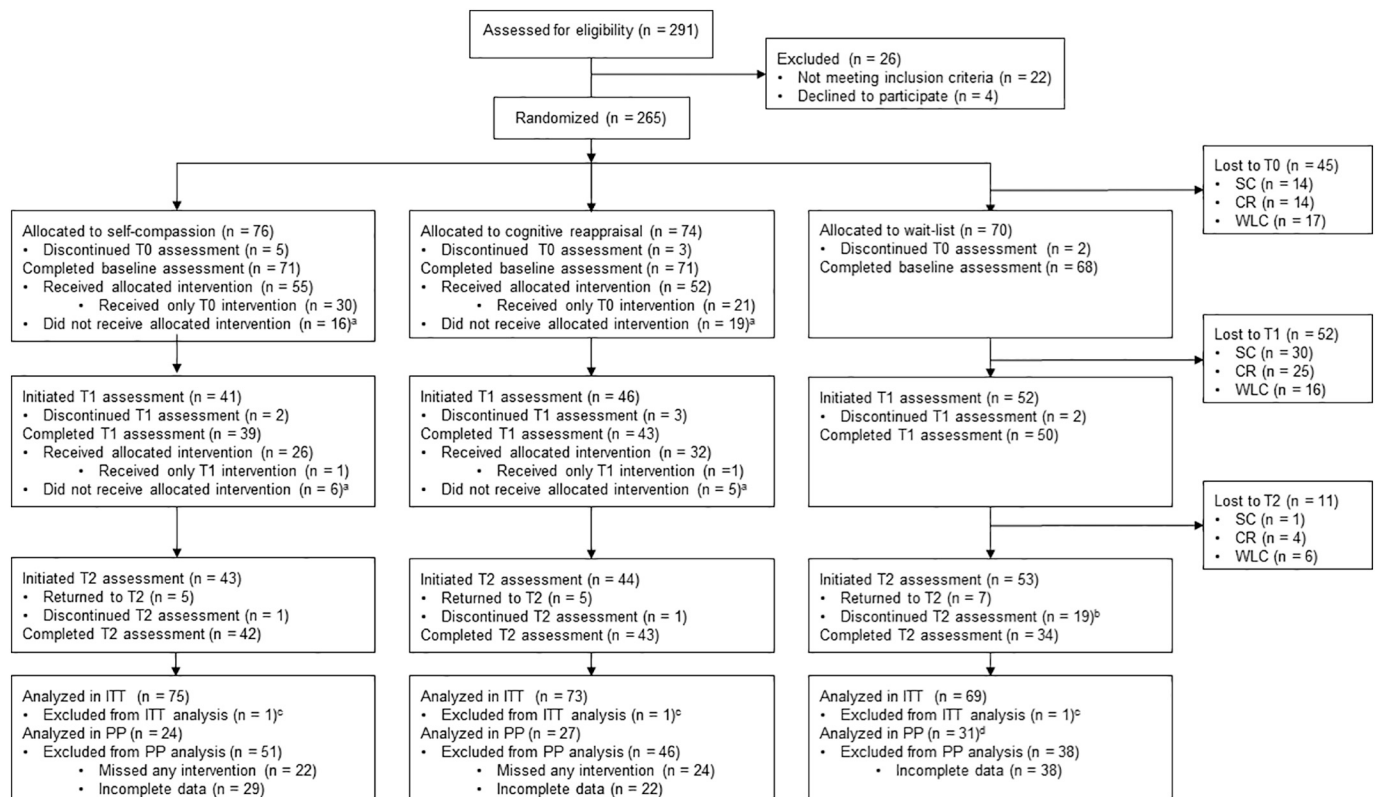 Assessed for eligibility (n = 291)
Excluded (n = 26)
• Not meeting inclusion criteria (n = 22)
• Declined to participate (n = 4)
Randomized (n = 265)
Lost to T0 (n = 45)
• SC (n = 14)
• CR (n = 14)
• WLC (n = 17)
Allocated to self-compassion (n = 76)
• Discontinued T0 assessment (n = 5)
Completed baseline assessment (n = 71)
• Received allocated intervention (n = 55)
• Received only T0 intervention (n = 30)
• Did not receive allocated intervention (n = 16)ᵃ
Allocated to cognitive reappraisal (n = 74)
• Discontinued T0 assessment (n = 3)
Completed baseline assessment (n = 71)
• Received allocated intervention (n = 52)
• Received only T0 intervention (n = 21)
• Did not receive allocated intervention (n = 19)ᵃ
Allocated to wait-list (n = 70)
• Discontinued T0 assessment (n = 2)
Completed baseline assessment (n = 68)
Lost to T1 (n = 52)
• SC (n = 30)
• CR (n = 25)
• WLC (n = 16)
Initiated T1 assessment (n = 41)
• Discontinued T1 assessment (n = 2)
Completed T1 assessment (n = 39)
• Received allocated intervention (n = 26)
• Received only T1 intervention (n = 1)
• Did not receive allocated intervention (n = 6)ᵃ
Initiated T1 assessment (n = 46)
• Discontinued T1 assessment (n = 3)
Completed T1 assessment (n = 43)
• Received allocated intervention (n = 32)
• Received only T1 intervention (n =1)
• Did not receive allocated intervention (n = 5)ᵃ
Initiated T1 assessment (n = 52)
• Discontinued T1 assessment (n = 2)
Completed T1 assessment (n = 50)
Lost to T2 (n = 11)
• SC (n = 1)
• CR (n = 4)
• WLC (n = 6)
Initiated T2 assessment (n = 43)
• Returned to T2 (n = 5)
• Discontinued T2 assessment (n = 1)
Completed T2 assessment (n = 42)
Initiated T2 assessment (n = 44)
• Returned to T2 (n = 5)
• Discontinued T2 assessment (n = 1)
Completed T2 assessment (n = 43)
Initiated T2 assessment (n = 53)
• Returned to T2 (n = 7)
• Discontinued T2 assessment (n = 19)ᵇ
Completed T2 assessment (n = 34)
Analyzed in ITT (n = 75)
• Excluded from ITT analysis (n = 1)ᶜ
Analyzed in PP (n = 24)
• Excluded from PP analysis (n = 51)
• Missed any intervention (n = 22)
• Incomplete data (n = 29)
Analyzed in ITT (n = 73)
• Excluded from ITT analysis (n = 1)ᶜ
Analyzed in PP (n = 27)
• Excluded from PP analysis (n = 46)
• Missed any intervention (n = 24)
• Incomplete data (n = 22)
Analyzed in ITT (n = 69)
• Excluded from ITT analysis (n = 1)ᶜ
Analyzed in PP (n = 31)ᵈ
• Excluded from PP analysis (n = 38)
• Incomplete data (n = 38)